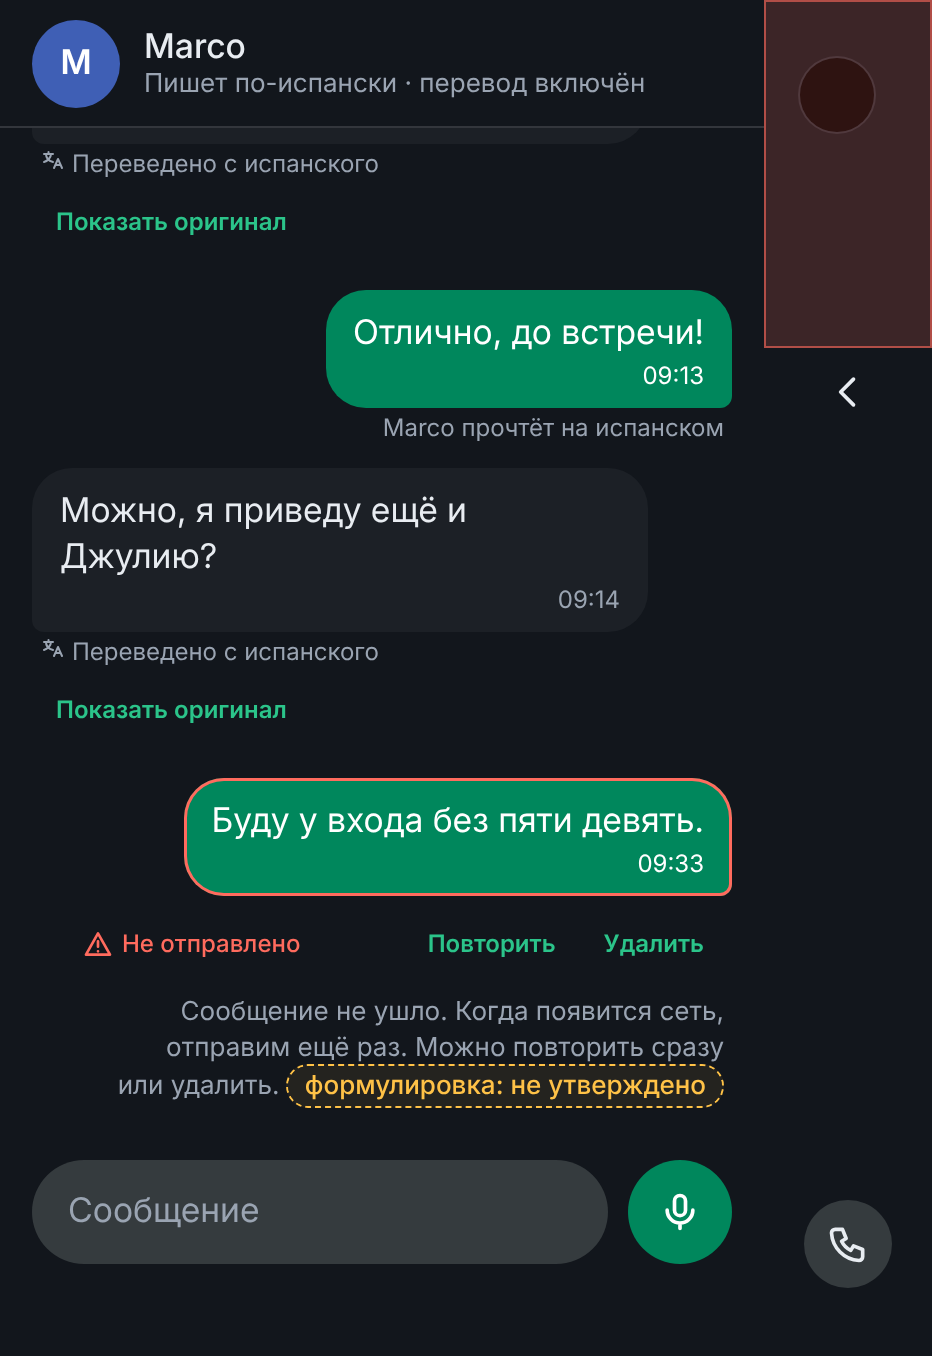 M
Marco
Пишет по-испански · перевод включён
Переведено с испанского
Показать оригинал
Отлично, до встречи!
09:13
Marco прочтёт на испанском
Можно, я приведу ещё и
Джулию?
09:14
Переведено с испанского
Показать оригинал
Буду у входа без пяти девять.
09:33
Не отправлено Повторить Удалить
Сообщение не ушло. Когда появится сеть,
отправим ещё раз. Можно повторить сразу
или удалить. формулировка: не утверждено
Сообщение